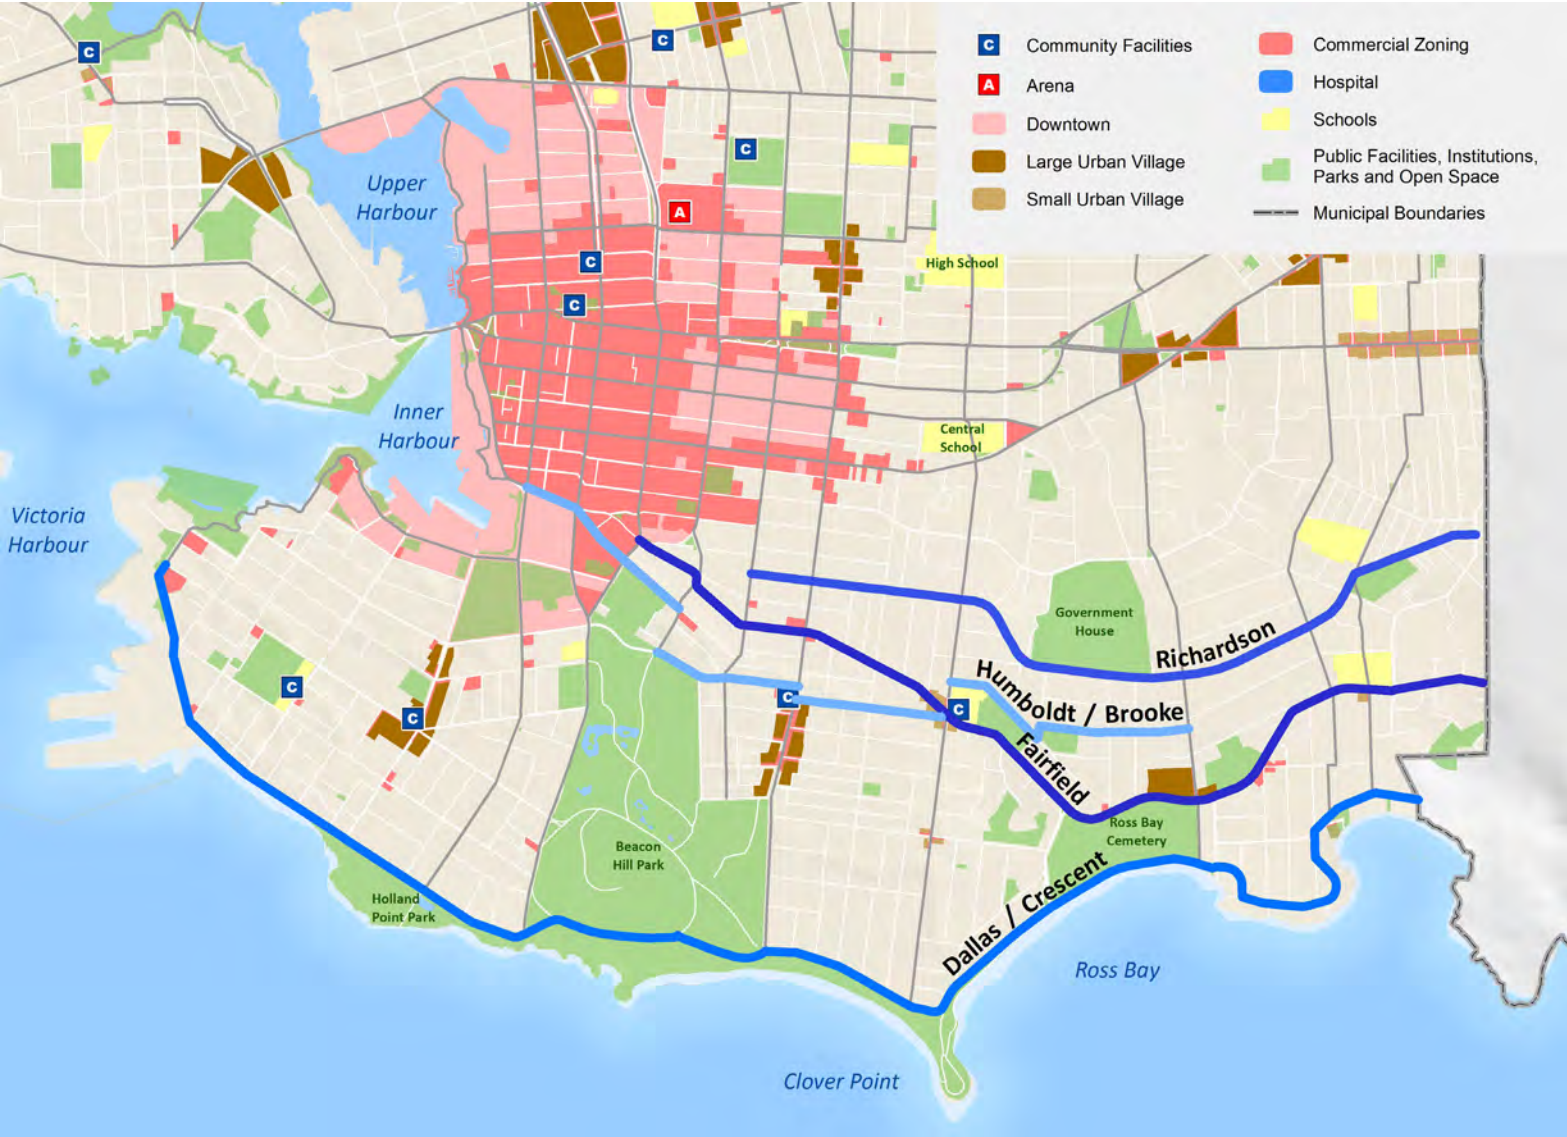 C Community Facilities
A Arena
Downtown
Large Urban Village
Small Urban Village
Commercial Zoning
Hospital
Schools
Public Facilities, Institutions,
Parks and Open Space
Municipal Boundaries
C
C
C
A
C
C
Upper
Harbour
High School
Inner
Harbour
Central
School
Victoria
Harbour
Government
House
Richardson
Humboldt / Brooke
C
C
C
C
Fairfield
Ross Bay
Cemetery
Beacon
Hill Park
Holland
Point Park
Dallas / Crescent
Ross Bay
Clover Point